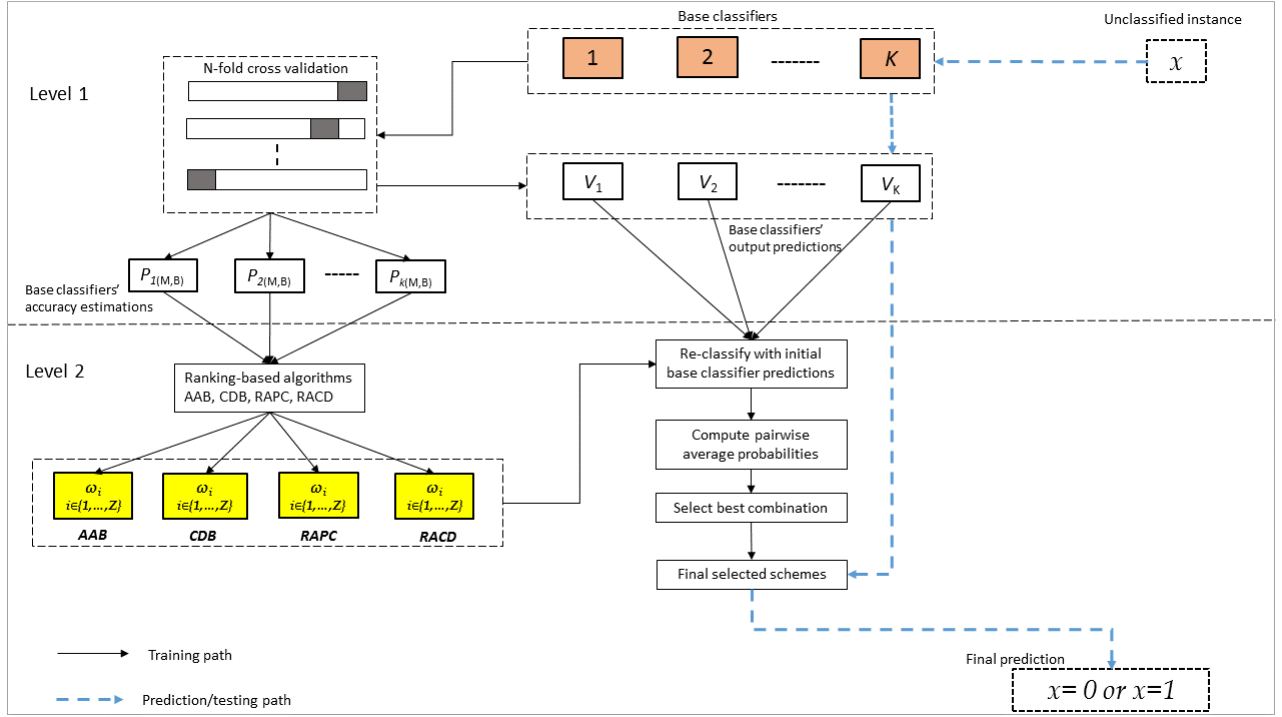 Base classifiers
Unclassified instance
1
2
-------
K
x
Level 1
N-fold cross validation
V1
V2
-------
VK
Base classifiers'
output predictions
P1(M,B)
P2(M,B)
-----
Pk(M,B)
Base classifiers'
accuracy estimations
Level 2
Ranking-based algorithms
AAB, CDB, RAPC, RACD
Re-classify with initial
base classifier predictions
Compute pairwise
average probabilities
Select best combination
Final selected schemes
ωi
i∈{1,...,Z}
ωi
i∈{1,...,Z}
ωi
i∈{1,...,Z}
ωi
i∈{1,...,Z}
AAB
CDB
RAPC
RACD
Training path
Prediction/testing path
Final prediction
x= 0 or x=1